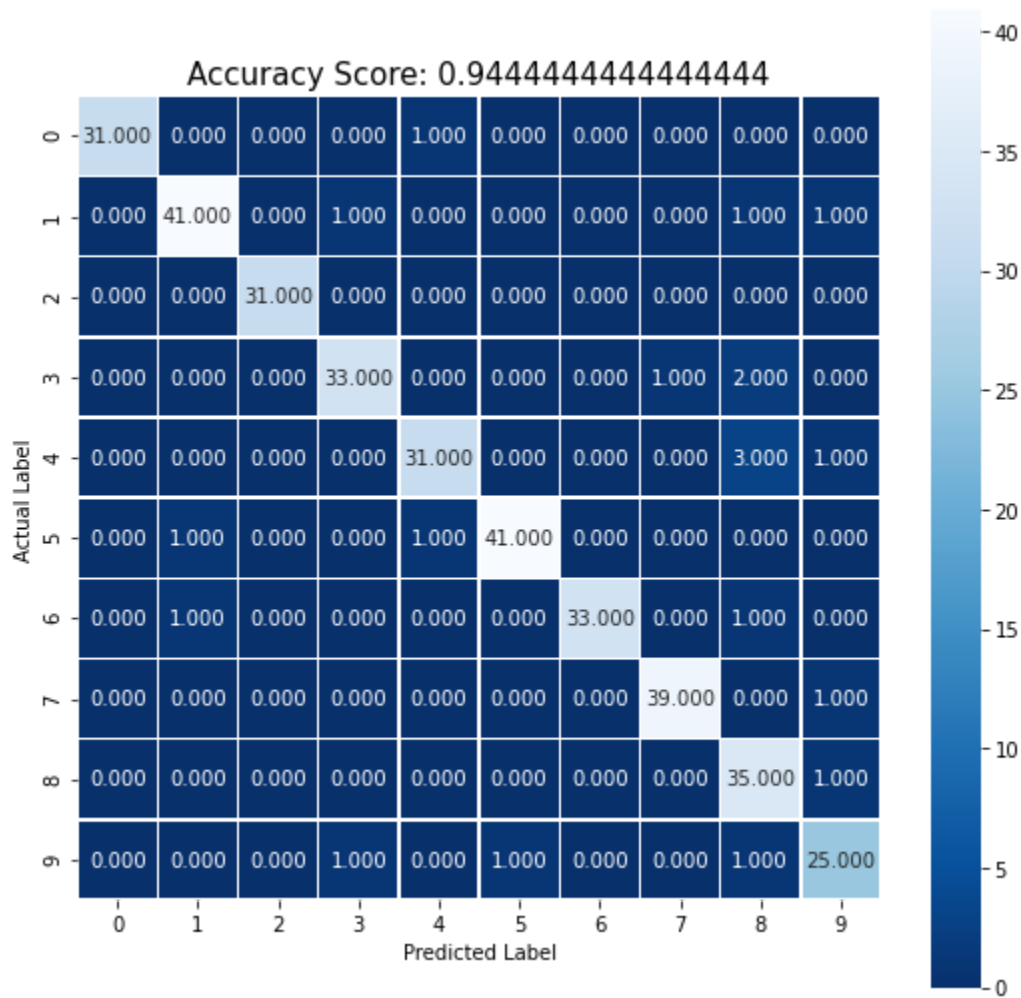 Accuracy Score: 0.9444444444444444
40
35
30
25
20
15
10
5
0
Actual Label
0 31.000 0.000 0.000 0.000 1.000 0.000 0.000 0.000 0.000 0.000
1 0.000 41.000 0.000 1.000 0.000 0.000 0.000 0.000 1.000 1.000
2 0.000 0.000 31.000 0.000 0.000 0.000 0.000 0.000 0.000 0.000
3 0.000 0.000 0.000 33.000 0.000 0.000 0.000 1.000 2.000 0.000
4 0.000 0.000 0.000 0.000 31.000 0.000 0.000 0.000 3.000 1.000
5 0.000 1.000 0.000 0.000 1.000 41.000 0.000 0.000 0.000 0.000
6 0.000 1.000 0.000 0.000 0.000 0.000 33.000 0.000 1.000 0.000
7 0.000 0.000 0.000 0.000 0.000 0.000 0.000 39.000 0.000 1.000
8 0.000 0.000 0.000 0.000 0.000 0.000 0.000 0.000 35.000 1.000
9 0.000 0.000 0.000 1.000 0.000 1.000 0.000 0.000 1.000 25.000
0 1 2 3 4 5 6 7 8 9
Predicted Label